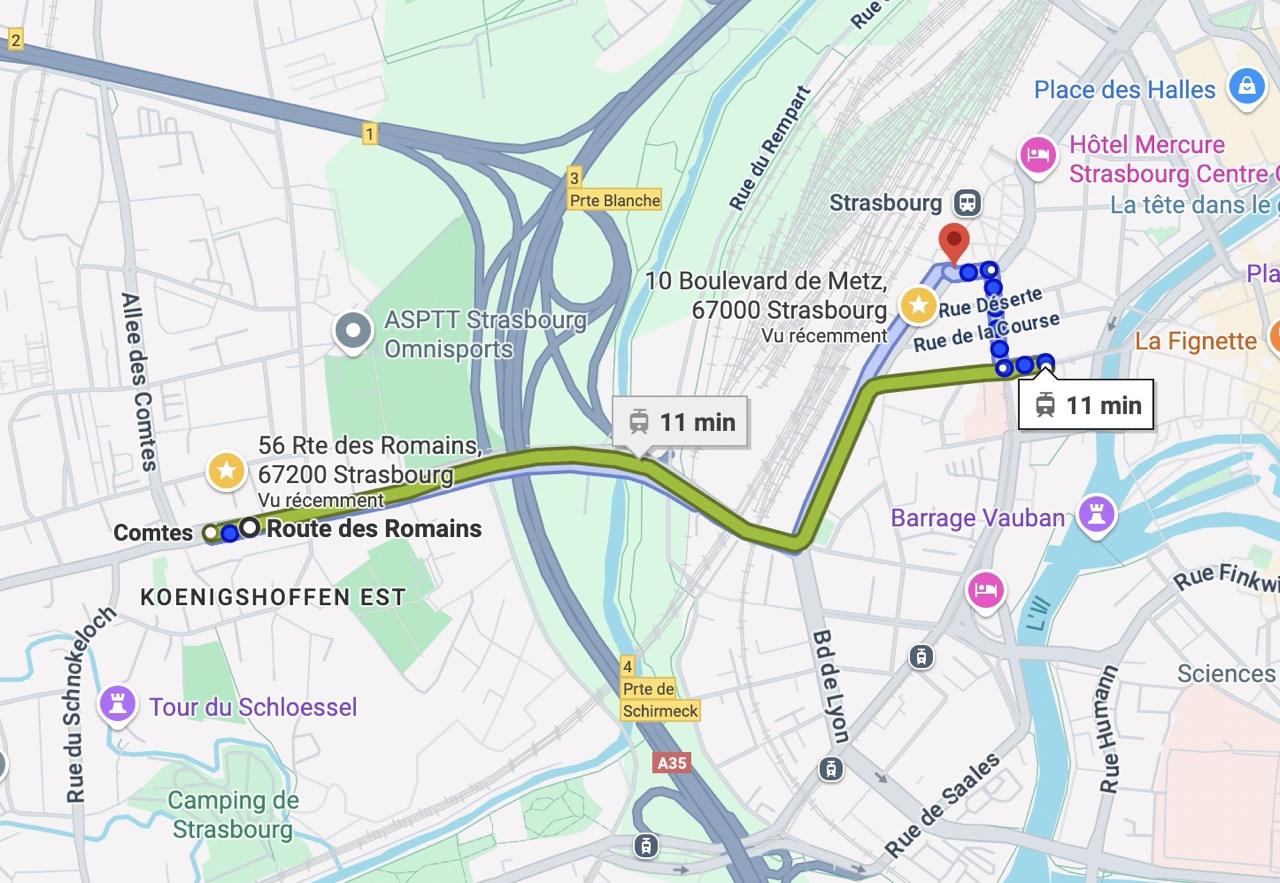 2
Rue
Place des Halles
1
Rue du Rempart
Hôtel Mercure
Strasbourg Centre
3
Prte Blanche
Strasbourg
La tête dans le
Allée des Comtes
10 Boulevard de Metz,
67000 Strasbourg
Vu récemment
Rue Déserte
Rue de la Course
ASPTT Strasbourg
Omnisports
La Fignette
11 min
11 min
56 Rte des Romains,
67200 Strasbourg
Vu récemment
Comtes
Route des Romains
Barrage Vauban
KOENIGSHOFFEN EST
Rue Finkwi
L'Ill
Rue du Schnokeloch
Bd de Lyon
4
Prte de
Schirmeck
Sciences
Tour du Schloessel
Rue Humann
A35
Camping de
Strasbourg
Rue de Saales